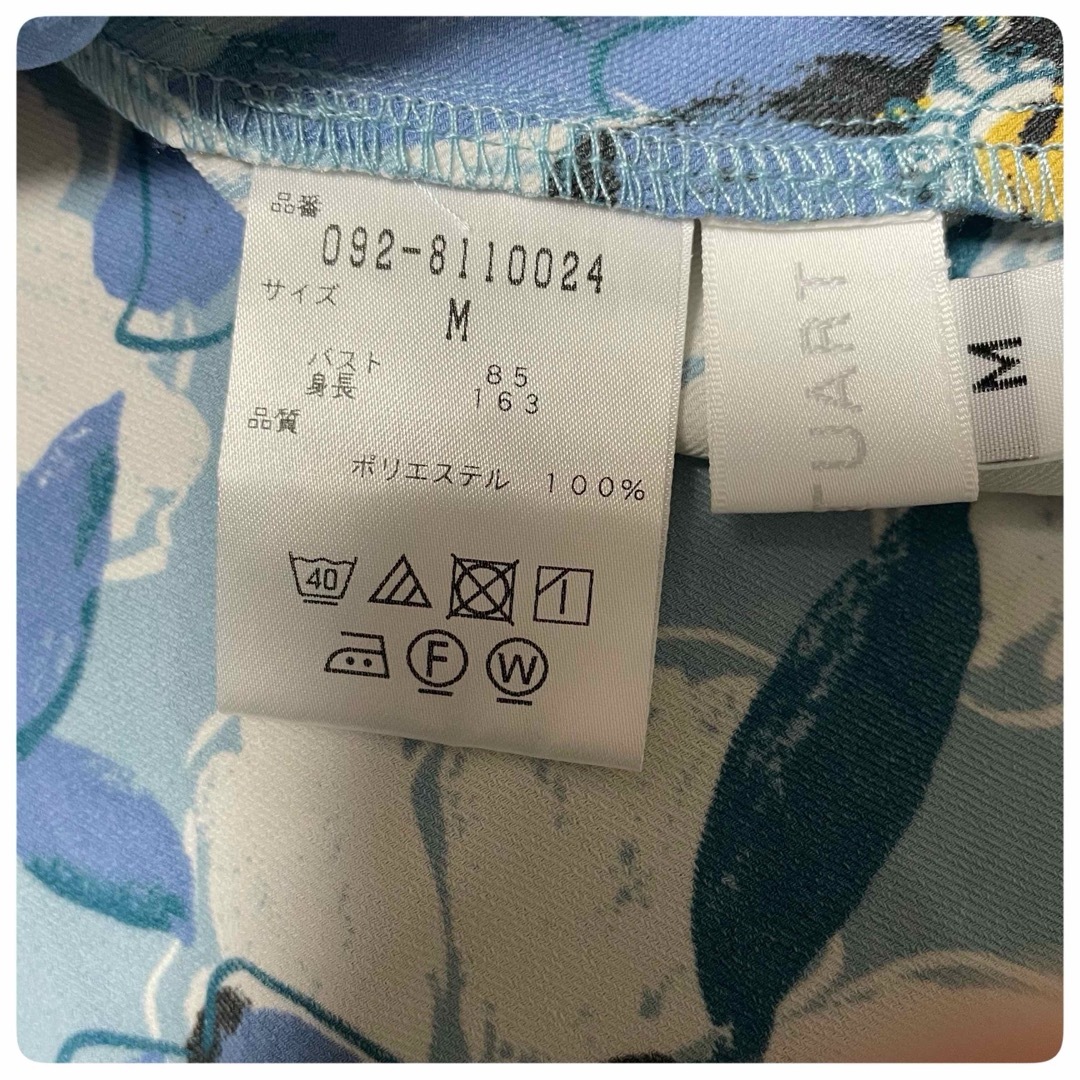 品番
092-8110024
サイズ
M
バスト 85
身長 163
品質
ポリエステル 100%
40
F W
UART
M